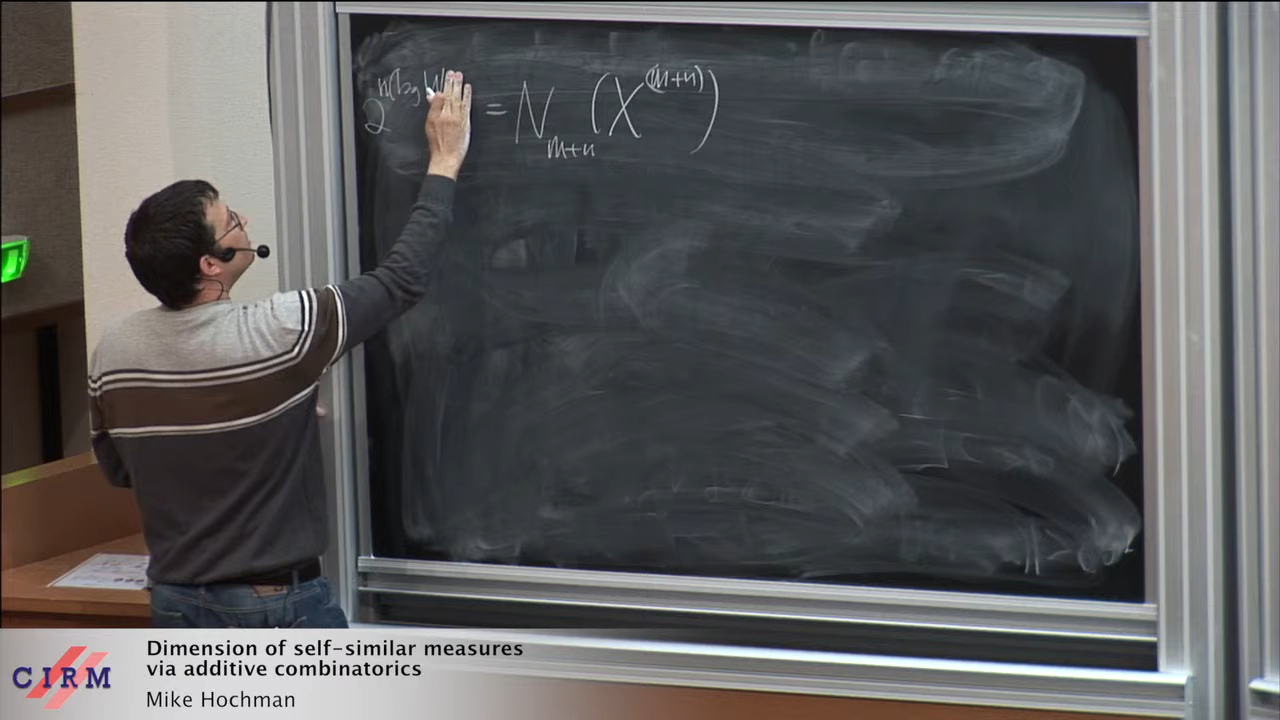 2^{n(log = N_{m+n} (X^{(m+n)})
CIRM
Dimension of self-similar measures
via additive combinatorics
Mike Hochman